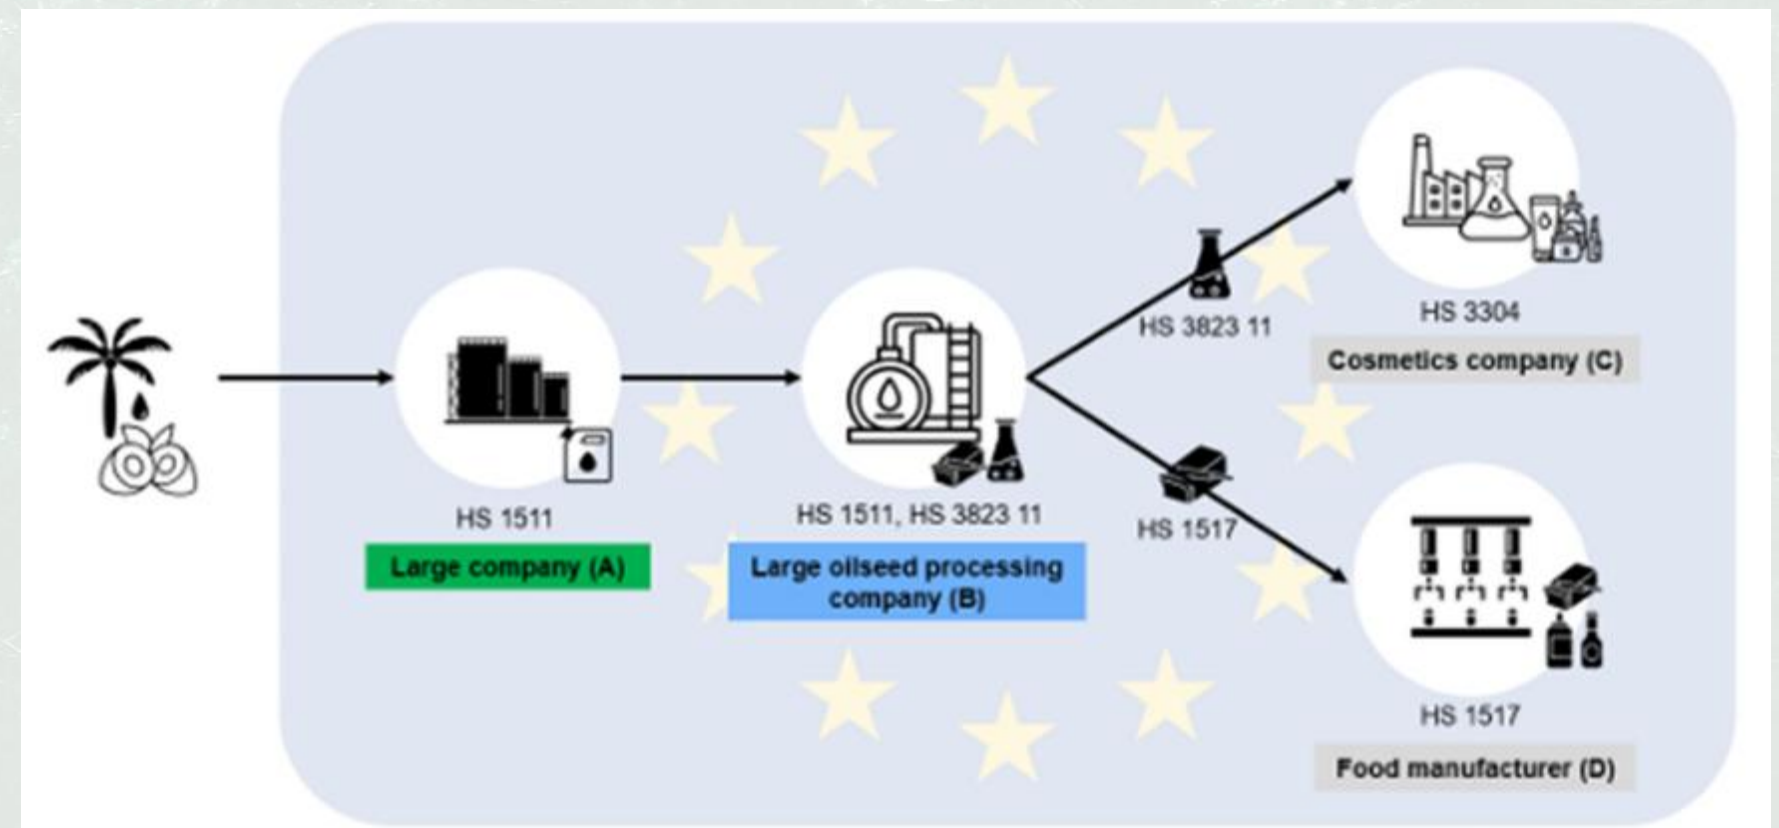 HS 1511
Large company (A)
HS 1511, HS 3823 11
Large oilseed processing
company (B)
HS 3823 11
HS 3304
Cosmetics company (C)
HS 1517
HS 1517
Food manufacturer (D)